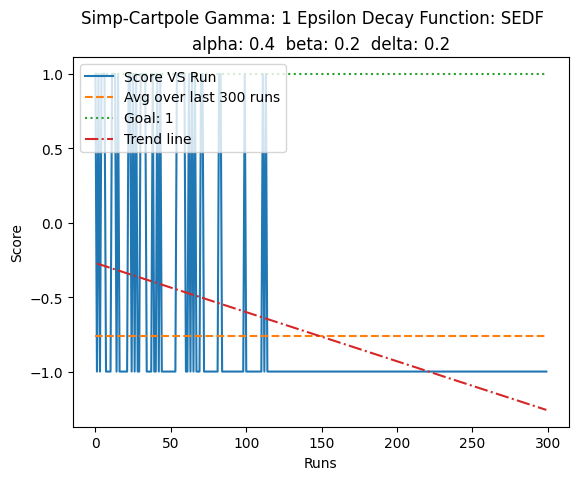 Simp-Cartpole Gamma: 1 Epsilon Decay Function: SEDF
alpha: 0.4  beta: 0.2  delta: 0.2
Score VS Run
Avg over last 300 runs
Goal: 1
Trend line
1.0
0.5
0.0
−0.5
−1.0
Score
0
50
100
150
200
250
300
Runs